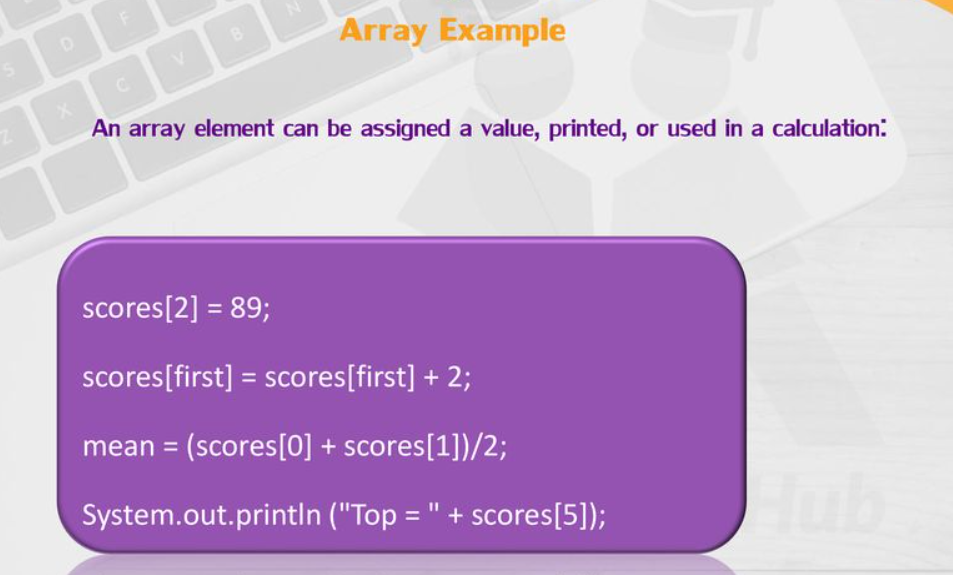 Array Example
An array element can be assigned a value, printed, or used in a calculation:
scores[2] = 89;
scores[first] = scores[first] + 2;
mean = (scores[0] + scores[1])/2;
System.out.println ("Top = " + scores[5]);
Hub
S
D
F
Z
X
C
V
B
N